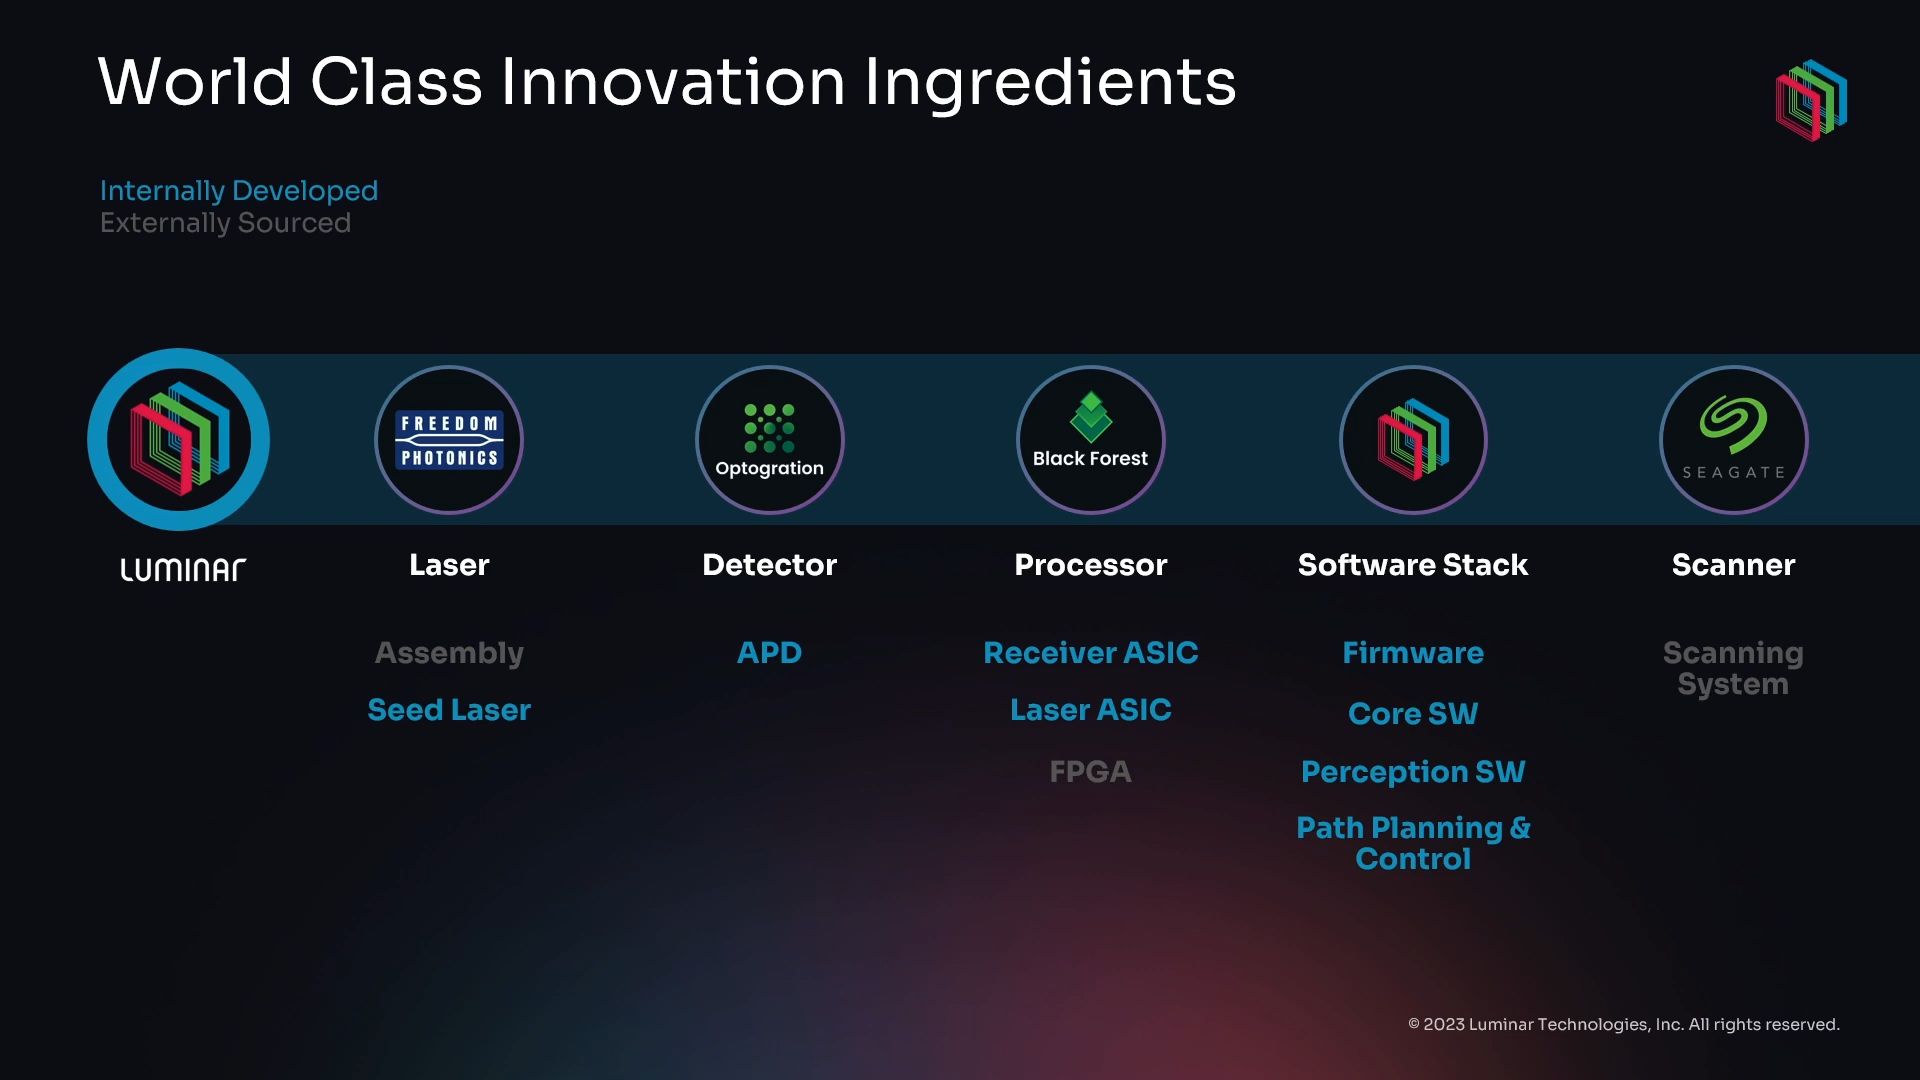 World Class Innovation Ingredients
Internally Developed
Externally Sourced
FREEDOM
PHOTONICS
Optogration
Black Forest
SEAGATE
LUMINAR
Laser
Detector
Processor
Software Stack
Scanner
Assembly
APD
Receiver ASIC
Firmware
Scanning
System
Seed Laser
Laser ASIC
Core SW
FPGA
Perception SW
Path Planning &
Control
© 2023 Luminar Technologies, Inc. All rights reserved.